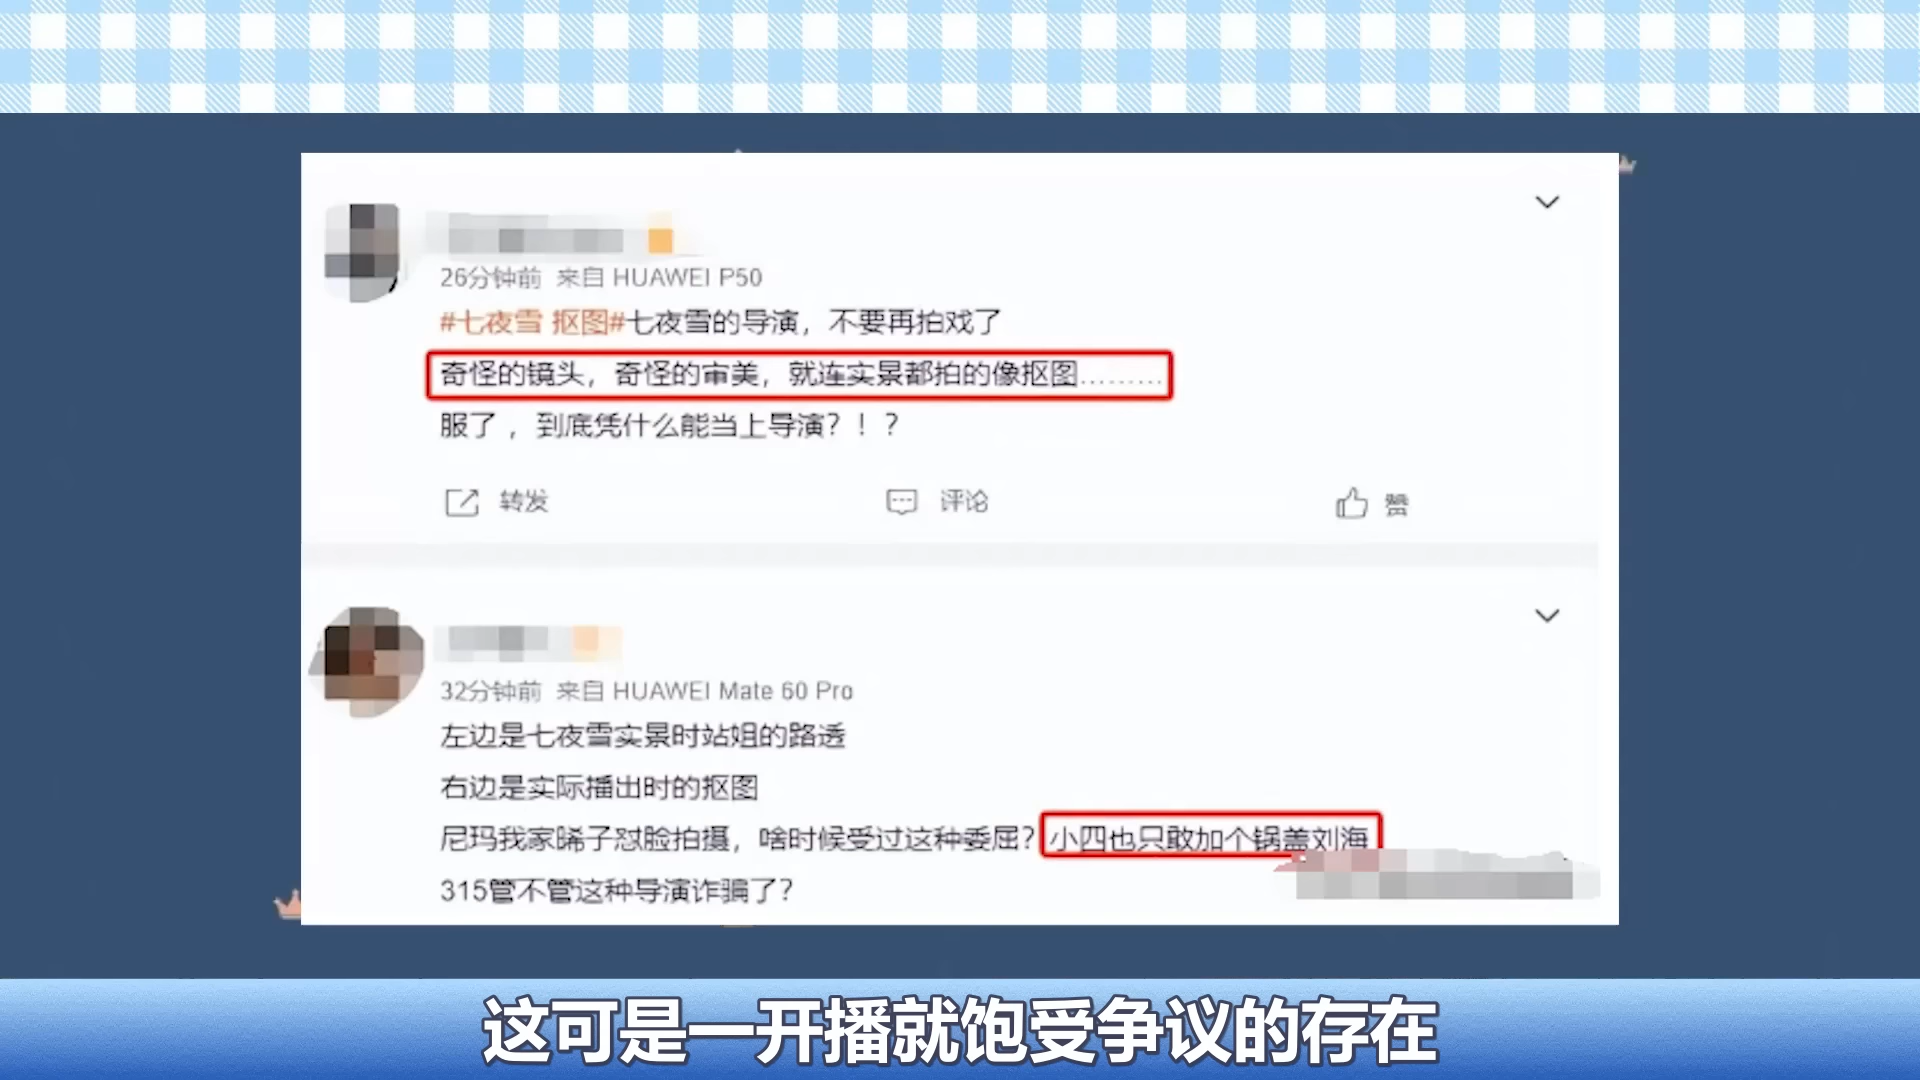 26分钟前 来自 HUAWEI P50
#七夜雪 抠图#七夜雪的导演，不要再拍戏了
奇怪的镜头，奇怪的审美，就连实景都拍的像抠图………
服了，到底凭什么能当上导演？！？
转发
评论
赞
32分钟前 来自 HUAWEI Mate 60 Pro
左边是七夜雪实景时站姐的路透
右边是实际播出时的抠图
尼玛我家晞子怼脸拍摄，啥时候受过这种委屈？小四也只敢加个锅盖刘海
315管不管这种导演诈骗了？
这可是一开播就饱受争议的存在